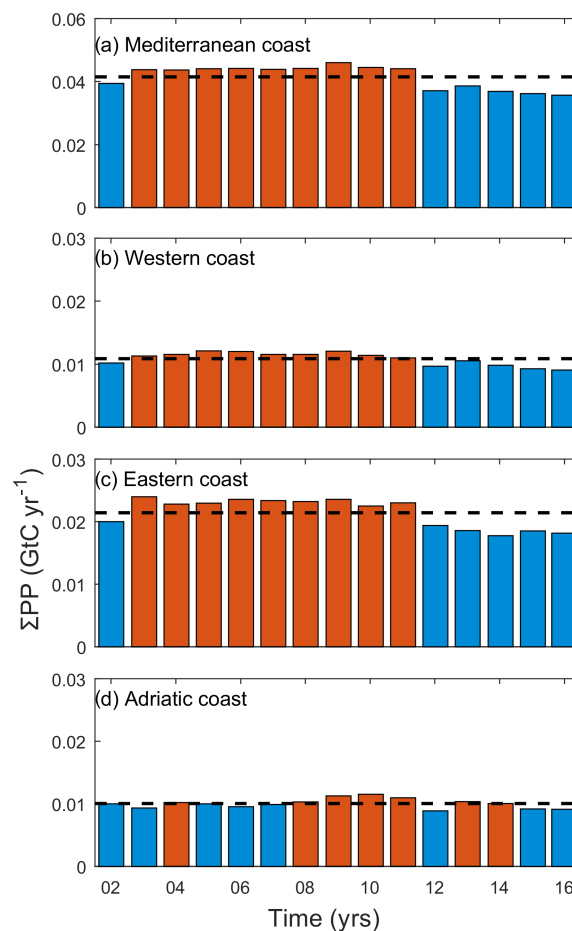 0.06
(a) Mediterranean coast
0.04
0.02
0
0.03
(b) Western coast
0.02
0.01
0
0.03
(c) Eastern coast
0.02
0.01
0
ΣPP (GtC yr⁻¹)
0.03
(d) Adriatic coast
0.02
0.01
0
02 04 06 08 10 12 14 16
Time (yrs)